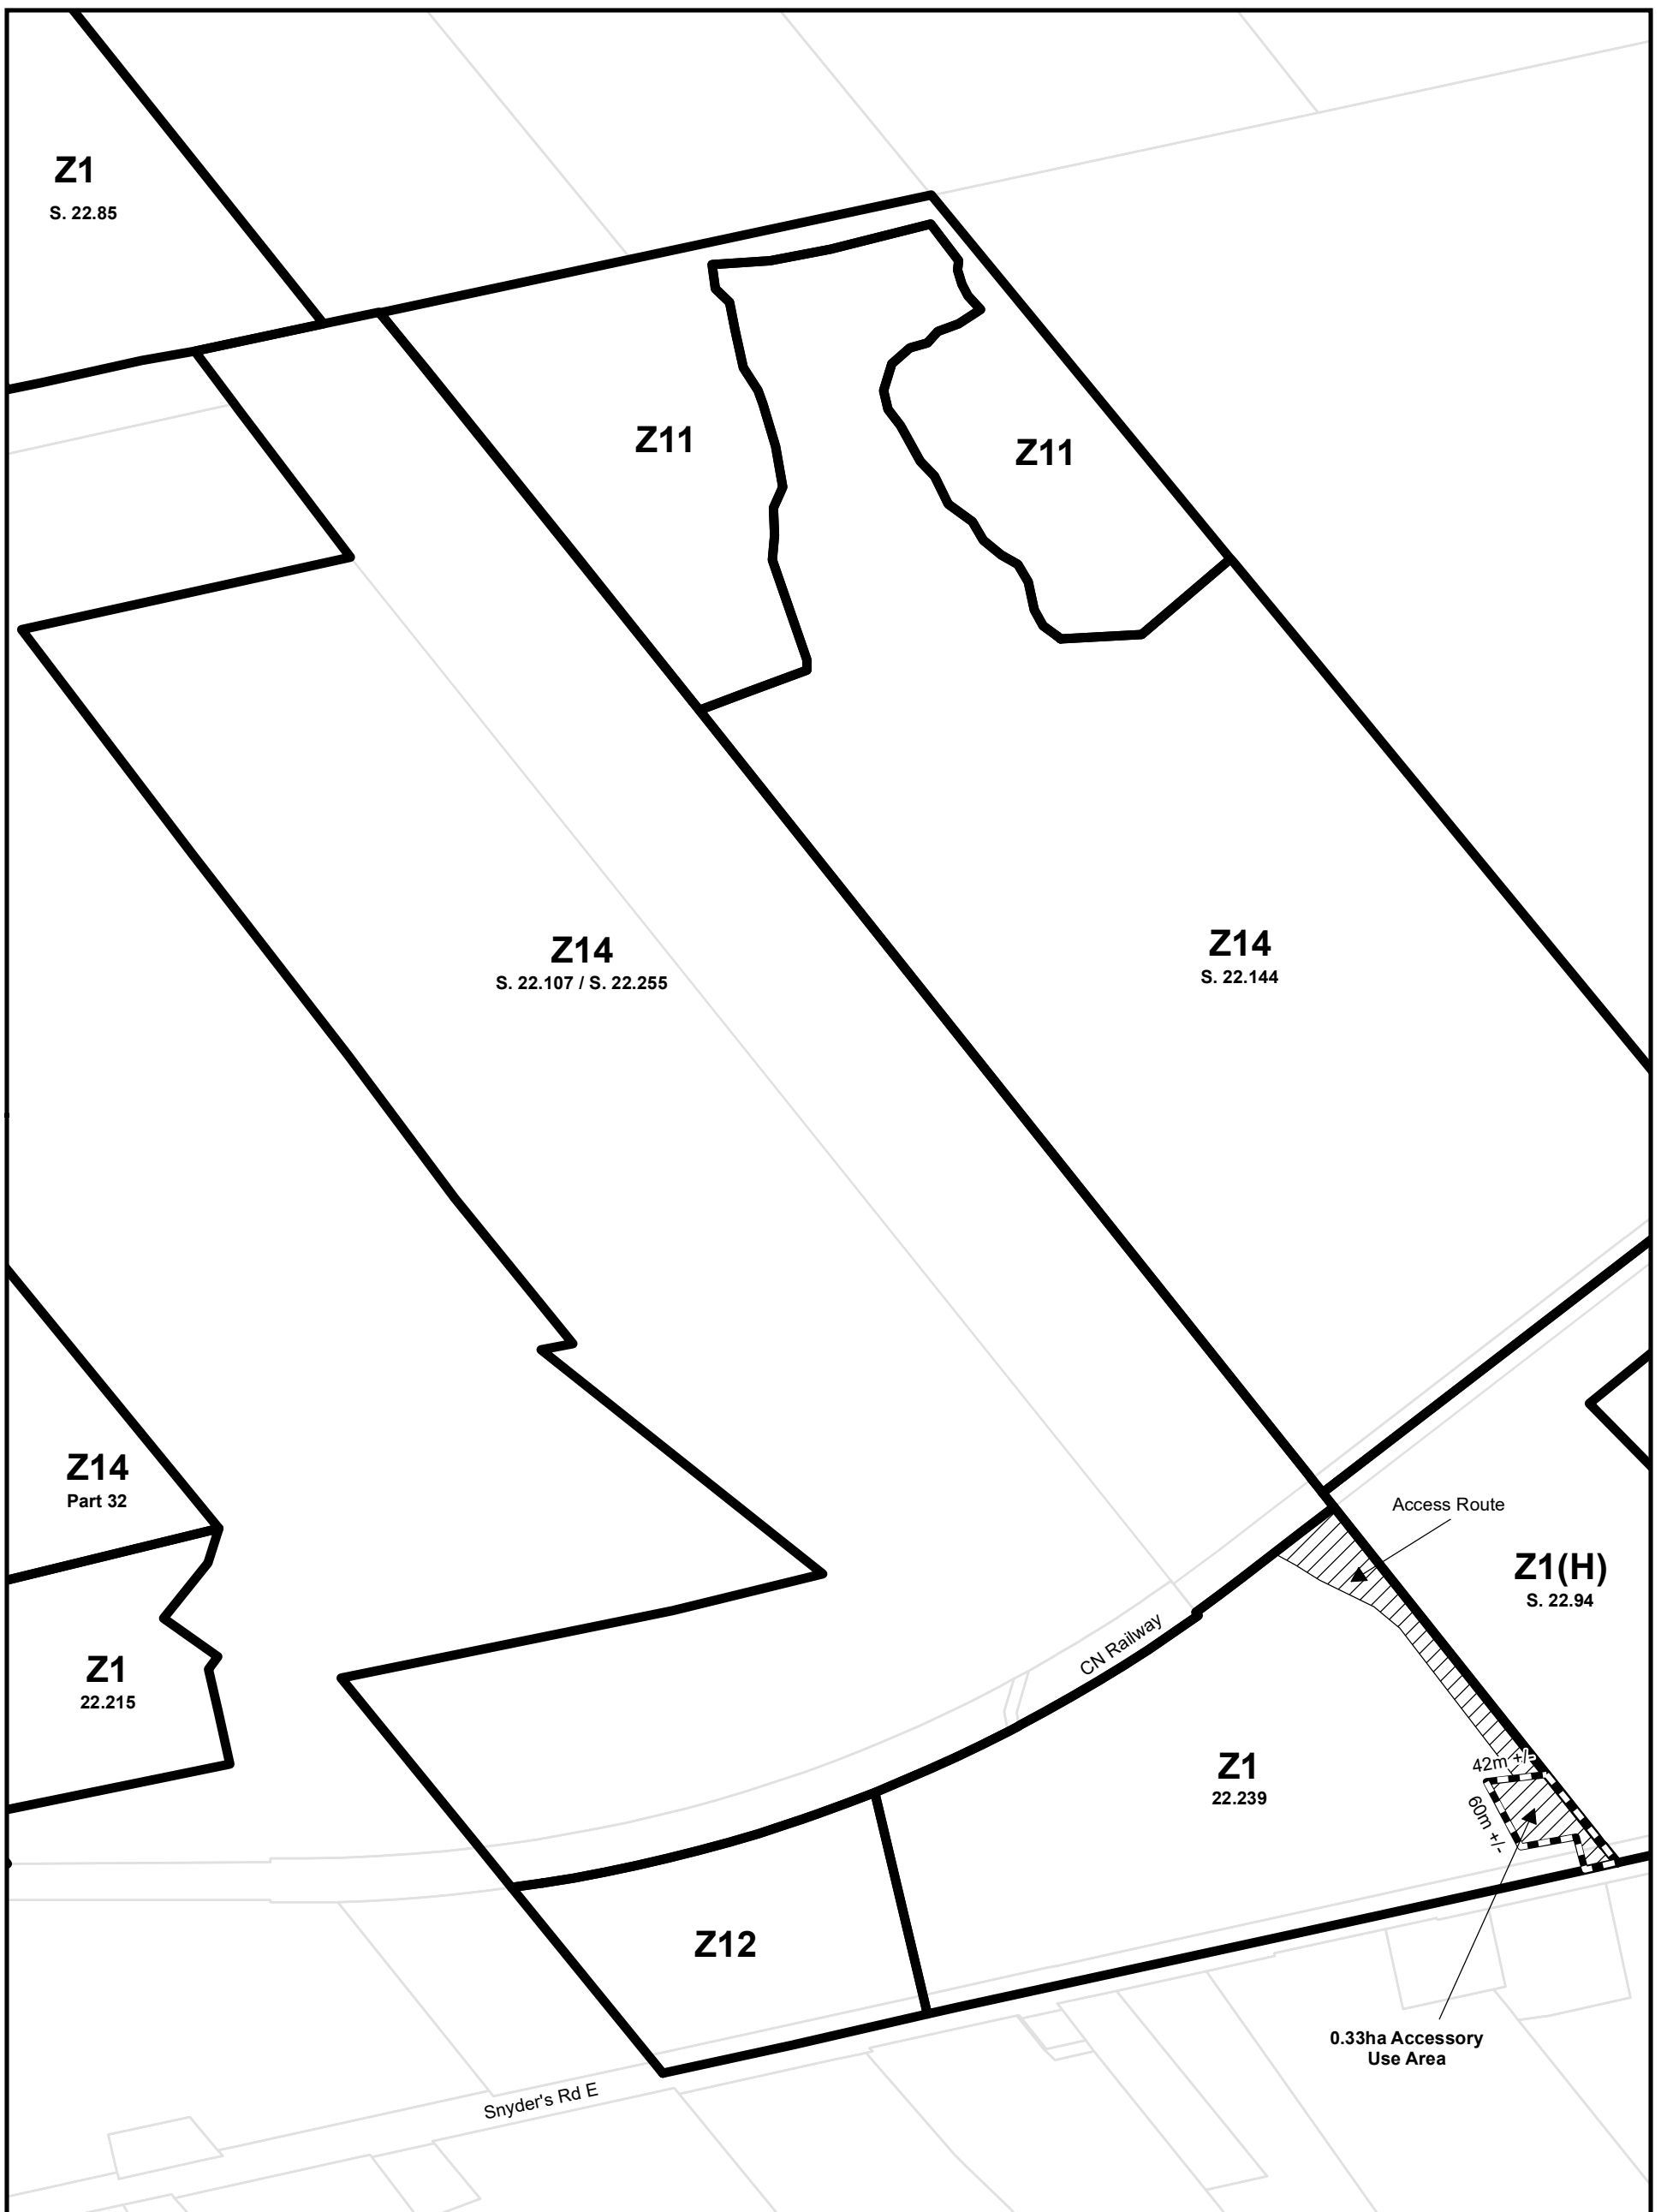 Z1
S. 22.85
Z11
Z11
Z14
S. 22.107 / S. 22.255
Z14
S. 22.144
Z14
Part 32
Access Route
Z1(H)
S. 22.94
CN Railway
Z1
22.215
42m +/-
60m +/-
Z1
22.239
Z12
0.33ha Accessory
Use Area
Snyder's Rd E